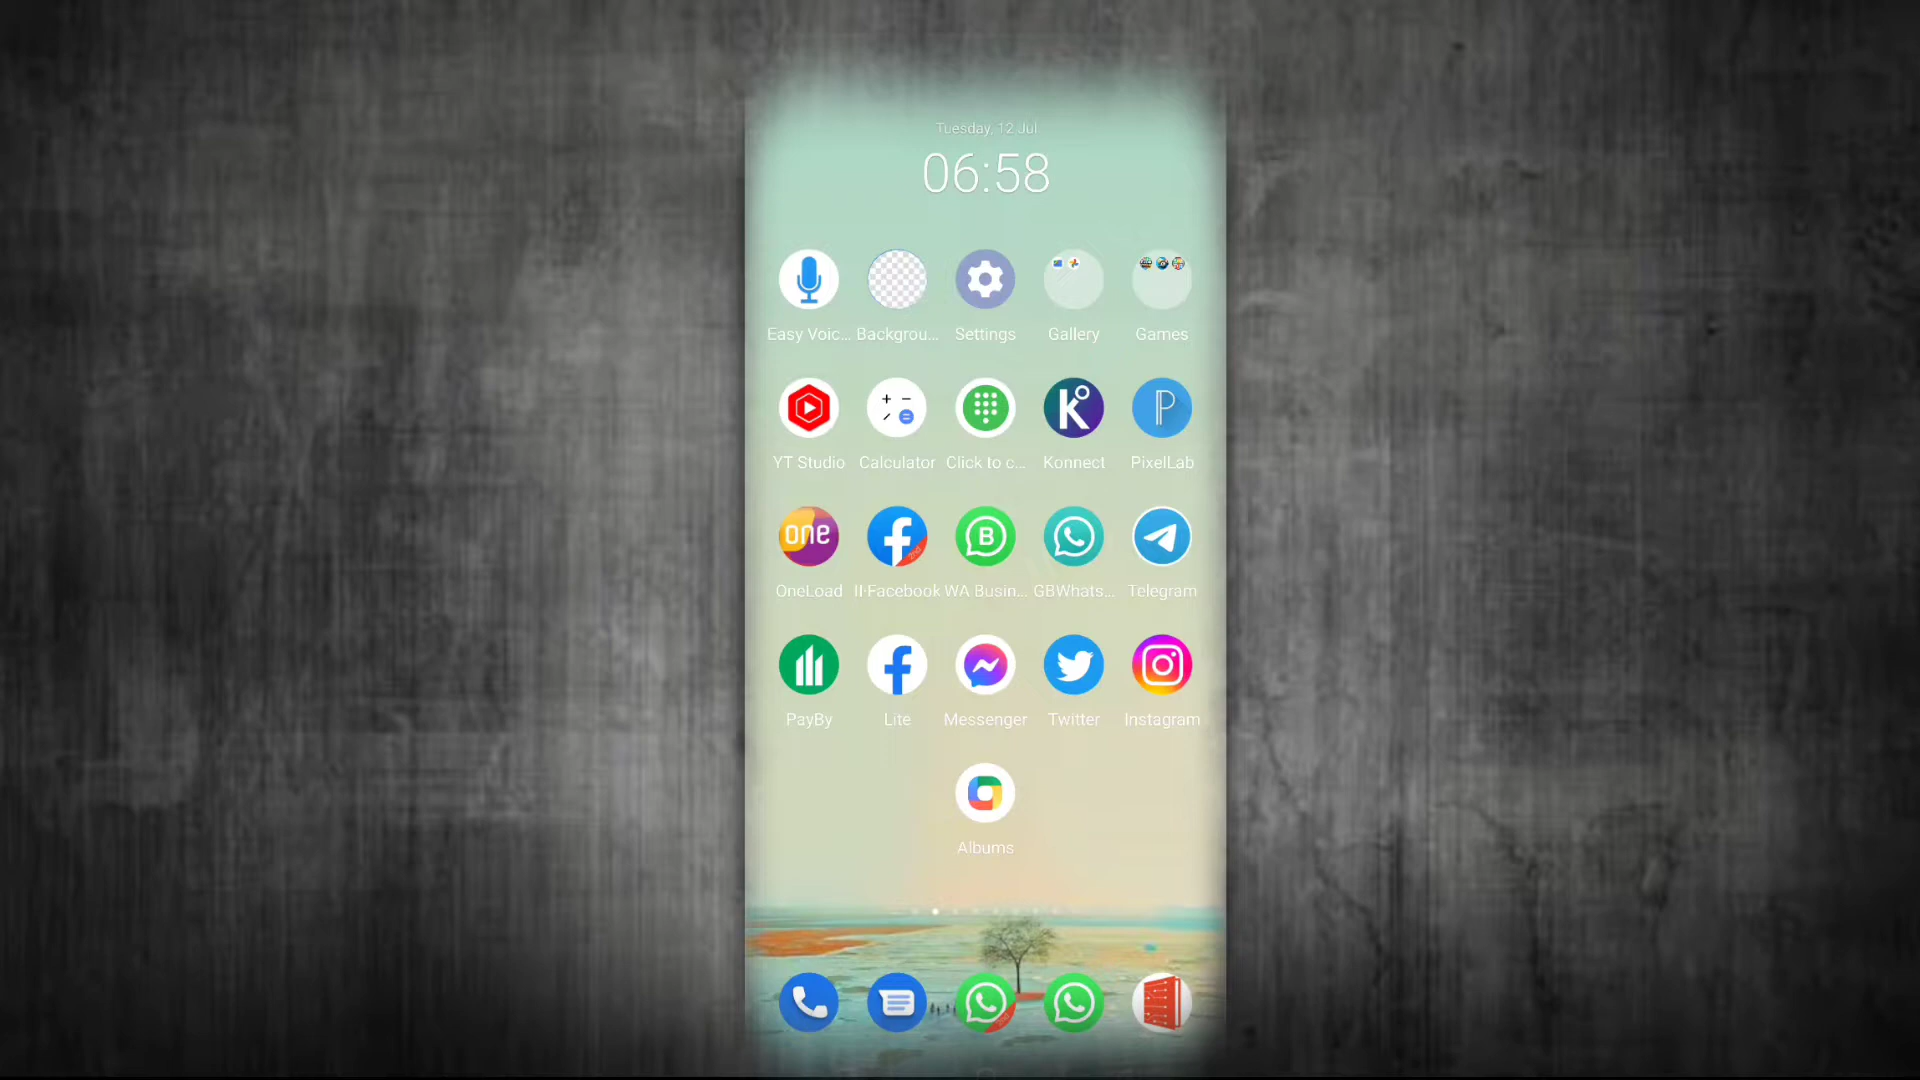 Tuesday, 12 Jul
06:58
Easy Voic... Backgrou... Settings Gallery Games
YT Studio Calculator Click to c... Konnect PixelLab
one
B
OneLoad II·Facebook WA Busin... GBWhats... Telegram
PayBy Lite Messenger Twitter Instagram
Albums